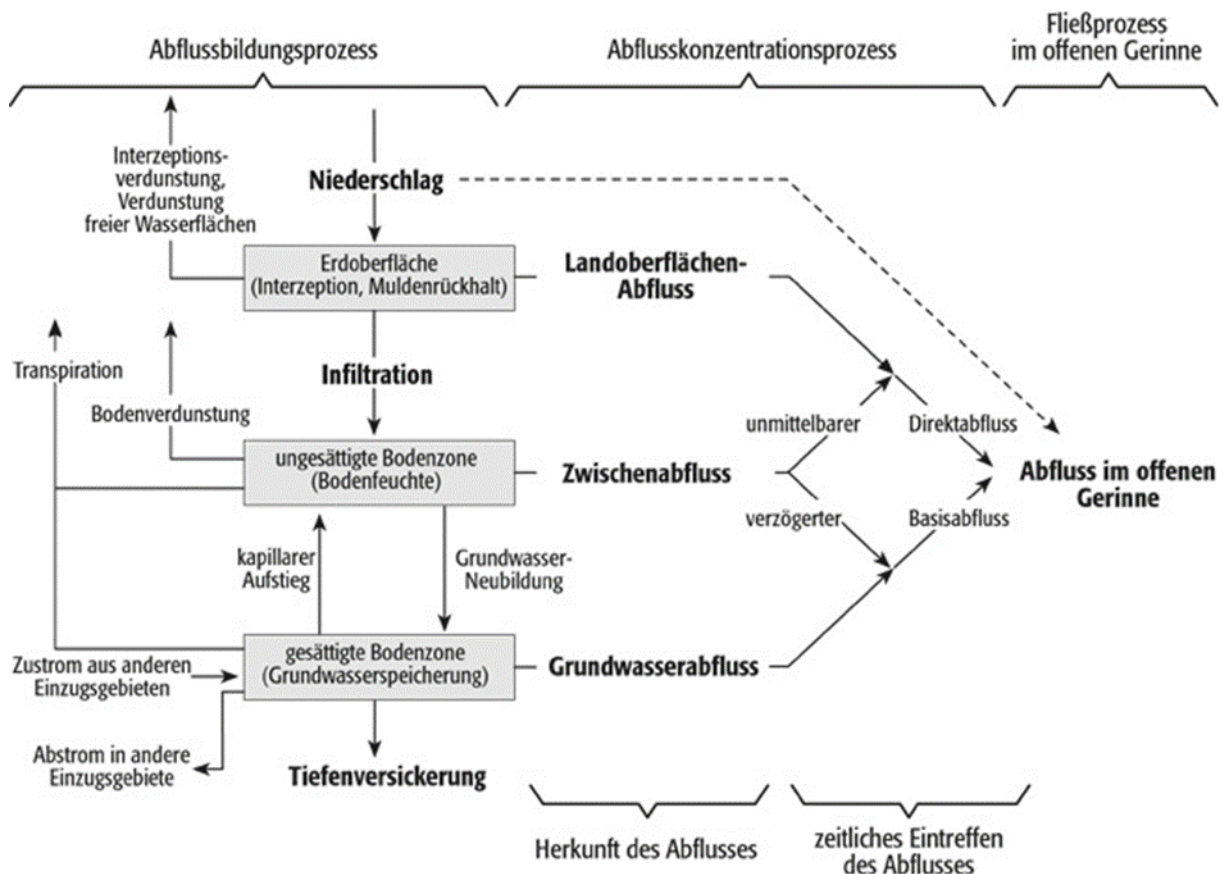 Abflussbildungsprozess
Abflusskonzentrationsprozess
Fließprozess
im offenen Gerinne
Interzeptions-
verdunstung,
Verdunstung
freier Wasserflächen
Niederschlag
Erdoberfläche
(Interzeption, Muldenrückhalt)
Landoberflächen-
Abfluss
Transpiration
Infiltration
Bodenverdunstung
unmittelbarer
Direktabfluss
ungesättigte Bodenzone
(Bodenfeuchte)
Zwischenabfluss
Abfluss im offenen
Gerinne
verzögerter
Basisabfluss
kapillarer
Aufstieg
Grundwasser-
Neubildung
gesättigte Bodenzone
(Grundwasserspeicherung)
Grundwasserabfluss
Zustrom aus anderen
Einzugsgebieten
Abstrom in andere
Einzugsgebiete
Tiefenversickerung
Herkunft des Abflusses
zeitliches Eintreffen
des Abflusses